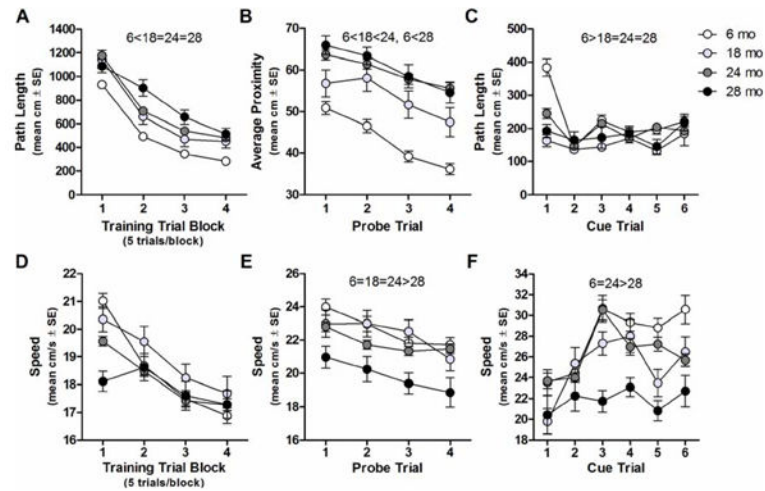 A
6<18=24=28
Path Length
(mean cm ± SE)
1400
1200
1000
800
600
400
200
0
1 2 3 4
Training Trial Block
(5 trials/block)
B
6<18<24, 6<28
Average Proximity
(mean cm ± SE)
70
60
50
40
30
1 2 3 4
Probe Trial
C
6>18=24=28
Path Length
(mean cm ± SE)
500
400
300
200
100
0
1 2 3 4 5 6
Cue Trial
6 mo
18 mo
24 mo
28 mo
D
Speed
(mean cm/s ± SE)
22
21
20
19
18
17
16
1 2 3 4
Training Trial Block
(5 trials/block)
E
6=18=24>28
Speed
(mean cm/s ± SE)
26
24
22
20
18
16
1 2 3 4
Probe Trial
F
6=24>28
Speed
(mean cm/s ± SE)
34
32
30
28
26
24
22
20
18
1 2 3 4 5 6
Cue Trial